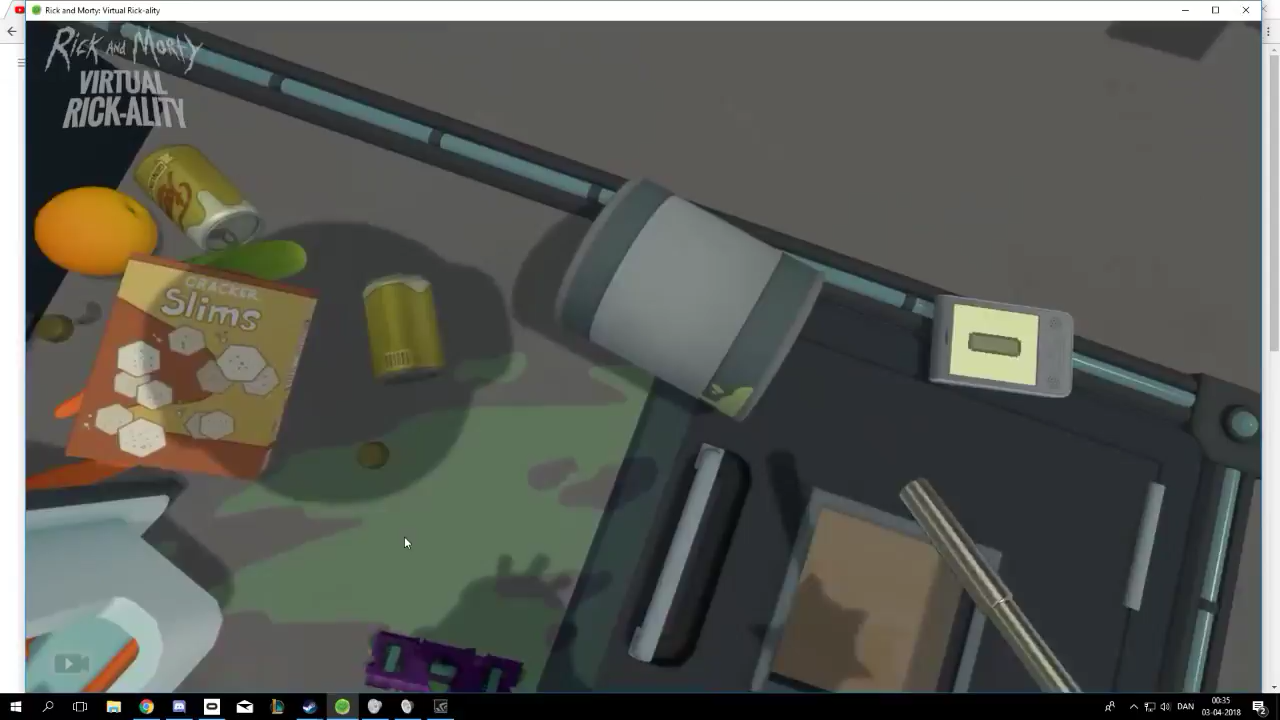 Rick and Morty: Virtual Rick-ality
RICK AND MORTY
VIRTUAL
RICK-ALITY
CRACKER
Slims
00:35
DAN
03-04-2018
2